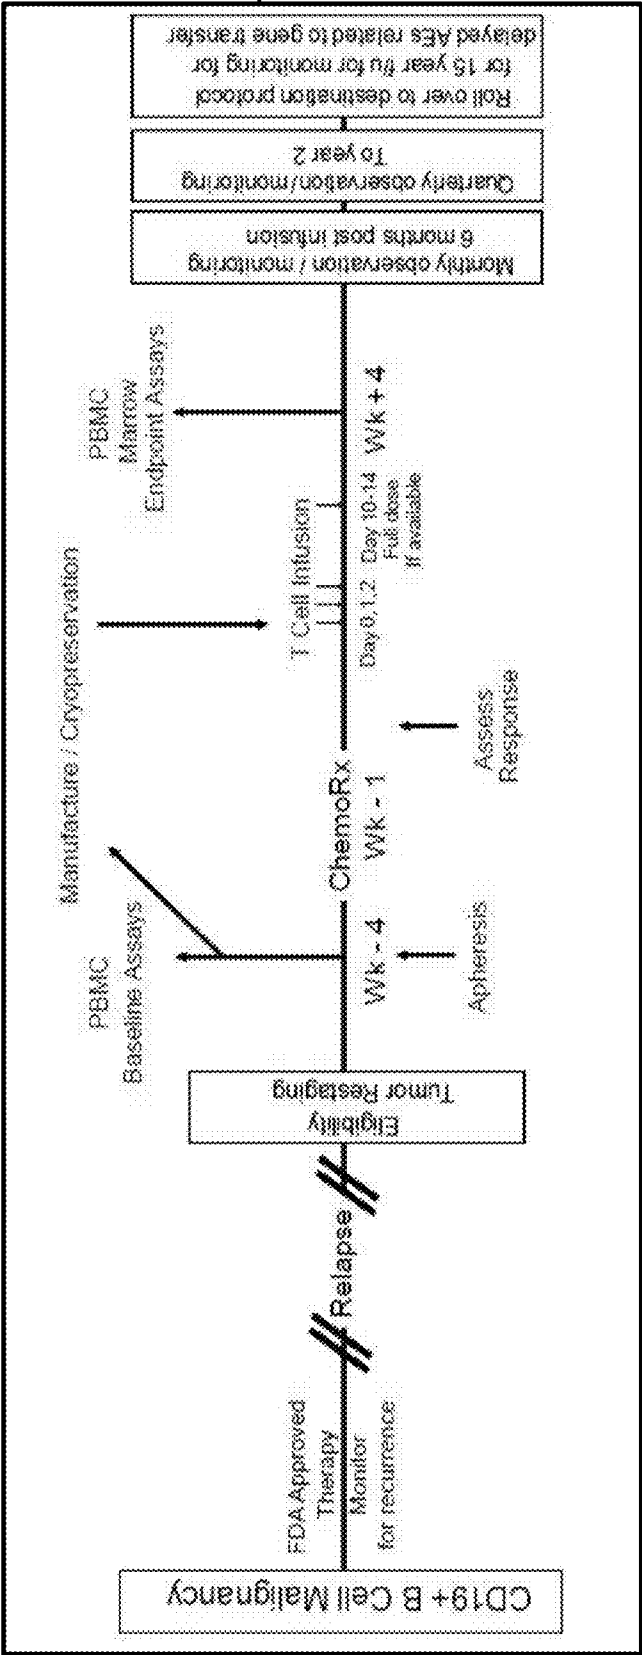 CD19+ B Cell Malignancy
FDA Approved
Therapy
Monitor
for recurrence
Relapse
Eligibility
Tumor Restaging
PBMC
Baseline Assays
Wk - 4
Apheresis
Manufacture / Cryopreservation
ChemoRx
Wk - 1
Assess
Response
T Cell Infusion
Day 0, 1, 2
Day 10-14
Full dose
If available
PBMC
Marrow
Endpoint Assays
Wk + 4
Monthly observation / monitoring
6 months post infusion
Quarterly observation/monitoring
To year 2
Roll over to destination protocol
for 15 year f/u for monitoring for
delayed AEs related to gene transfer